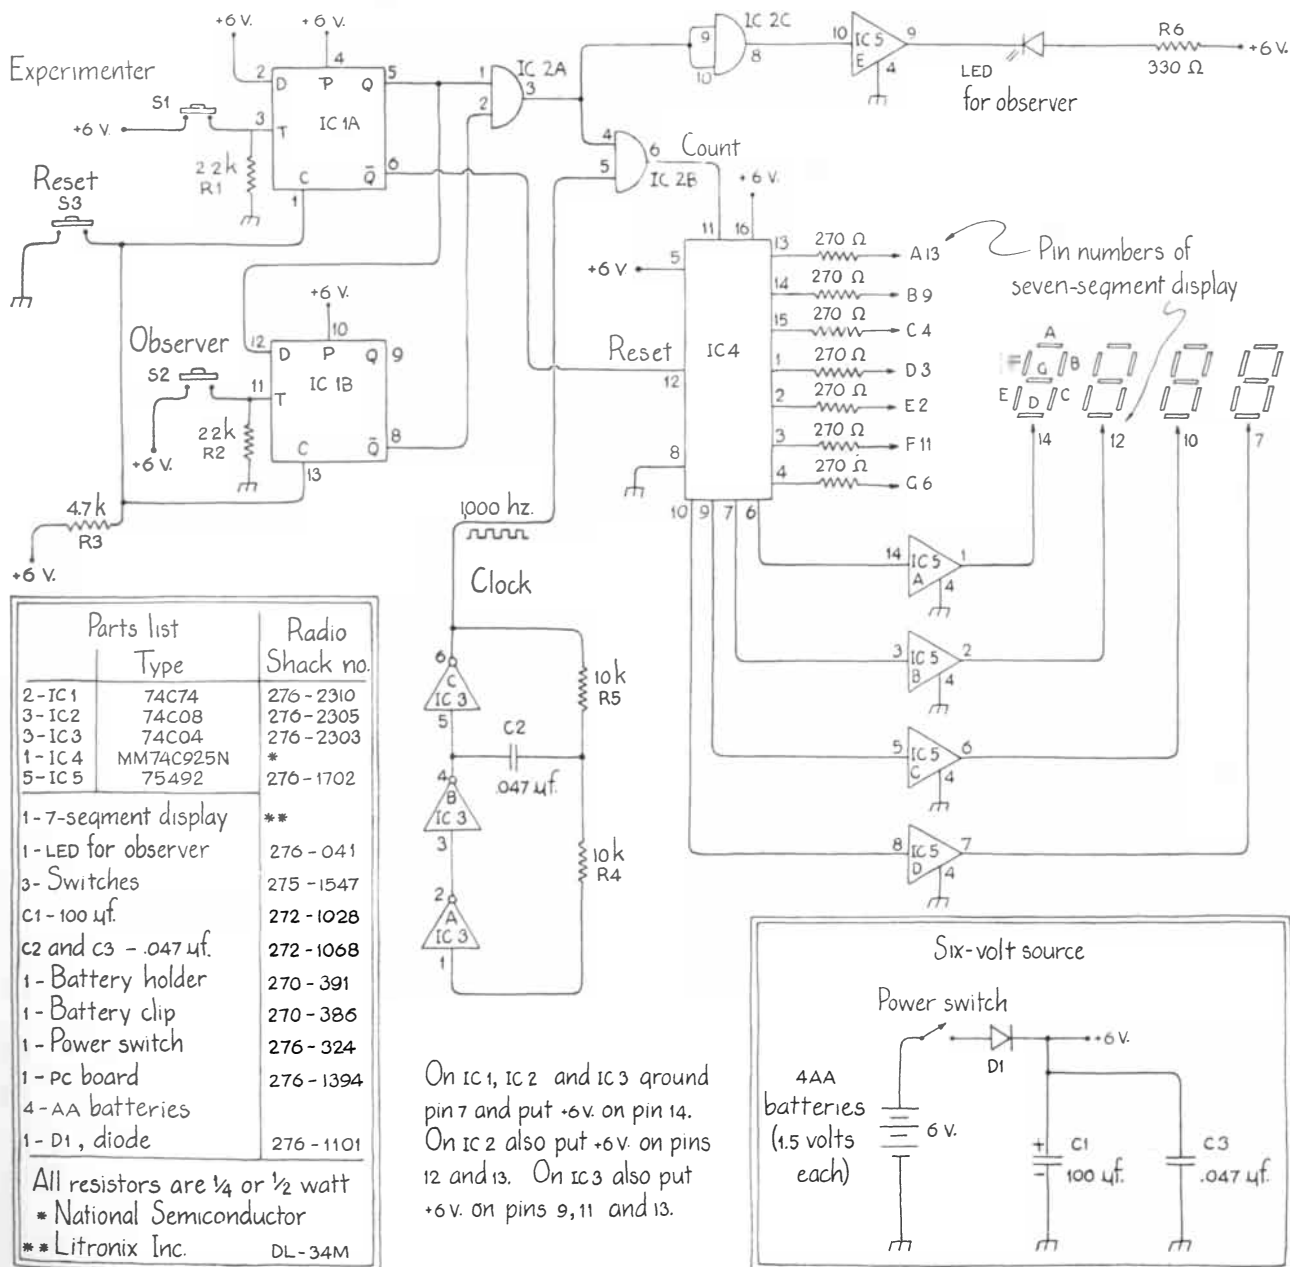 +6 V.
+6 V.
Experimenter
2 D
P 4
Q 5
IC 1A
S1
+6 V.
3 T
22k
R1
C
1
Q̄ 6
Reset
S3
1
2
IC 2A
3
9
10
IC 2C
8
10
IC 5
E
9
4
LED
for observer
R6
330 Ω
+6 V.
4
5
6
IC 2B
Count
+6 V.
11
16
+6 V
5
Reset
12
8
IC 4
13
270 Ω
A 13
14
270 Ω
B 9
15
270 Ω
C 4
1
270 Ω
D 3
2
270 Ω
E 2
3
270 Ω
F 11
4
270 Ω
G 6
10
9
7
6
Pin numbers of
seven-segment display
A
F
G
B
E
D
C
14
12
10
7
+6 V.
10
Observer
12 D
P
Q 9
IC 1B
S2
11 T
+6 V.
22k
R2
C
13
Q̄ 8
4.7 k
R3
+6 V.
1,000 hz.
Clock
6
C
IC 3
5
10k
R5
C2
.047 µf.
4
B
IC 3
3
10k
R4
2
A
IC 3
1
14
IC 5
A
1
4
3
IC 5
B
2
4
5
IC 5
C
6
4
8
IC 5
D
7
4
Parts list
Radio
Type
Shack no.
2-IC1 74C74 276-2310
3-IC2 74C08 276-2305
3-IC3 74C04 276-2303
1-IC4 MM74C925N *
5-IC5 75492 276-1702
1-7-segment display **
1-LED for observer 276-041
3-Switches 275-1547
C1-100 µf. 272-1028
C2 and C3 - .047 µf. 272-1068
1-Battery holder 270-391
1-Battery clip 270-386
1-Power switch 276-324
1-PC board 276-1394
4-AA batteries
1-D1, diode 276-1101
All resistors are 1/4 or 1/2 watt
* National Semiconductor
** Litronix Inc. DL-34M
On IC 1, IC 2 and IC 3 ground
pin 7 and put +6 v. on pin 14.
On IC 2 also put +6 v. on pins
12 and 13. On IC 3 also put
+6 v. on pins 9, 11 and 13.
Six-volt source
Power switch
D1
+6 V.
4AA
batteries
(1.5 volts
each)
6 V.
+
-
C1
100 µf.
C3
.047 µf.